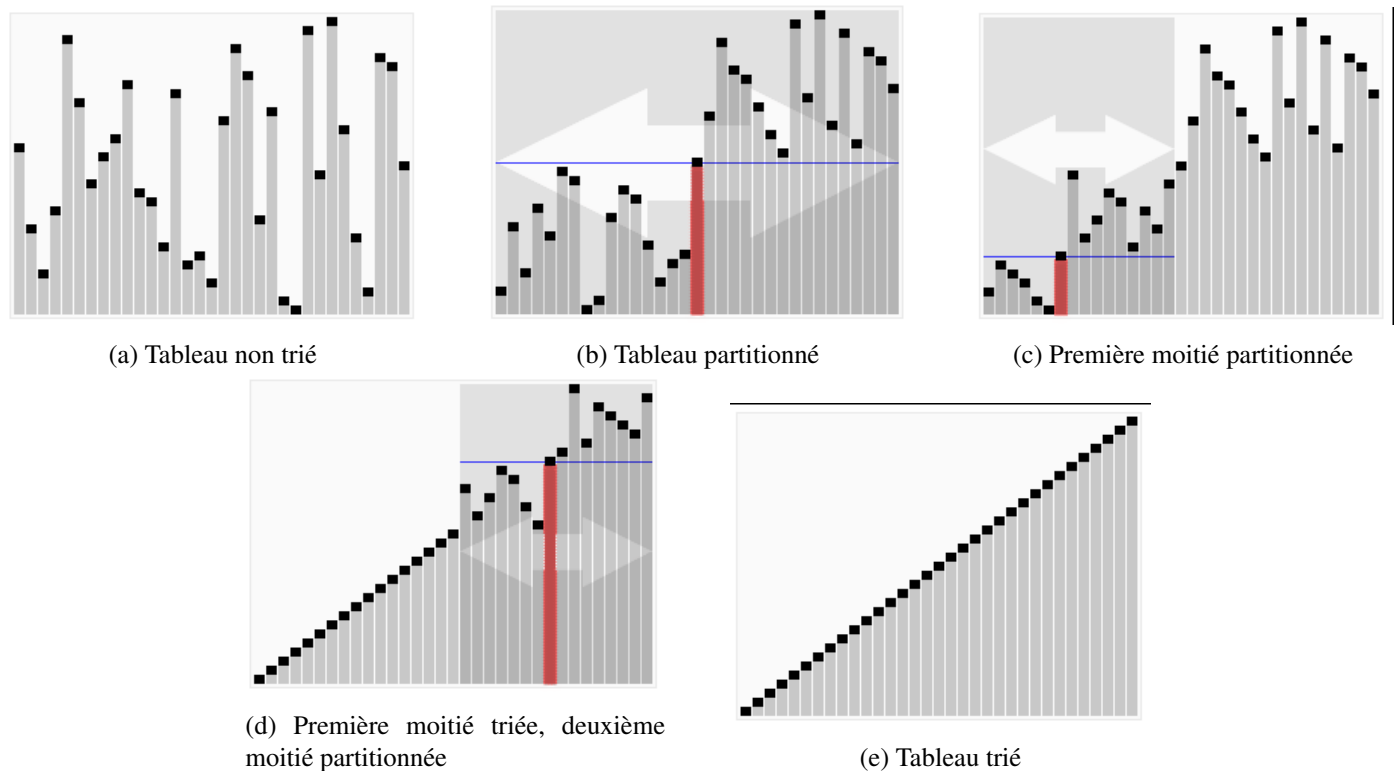 (a) Tableau non trié
(b) Tableau partitionné
(c) Première moitié partitionnée
(d) Première moitié triée, deuxième
moitié partitionnée
(e) Tableau trié